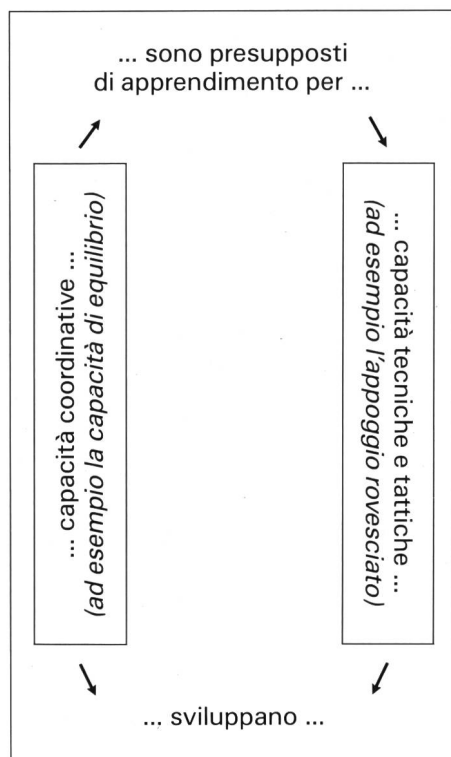 ... sono presupposti
di apprendimento per ...
... capacità coordinative ...
(ad esempio la capacità di equilibrio)
... capacità tecniche e tattiche ...
(ad esempio l'appoggio rovesciato)
... sviluppano ...